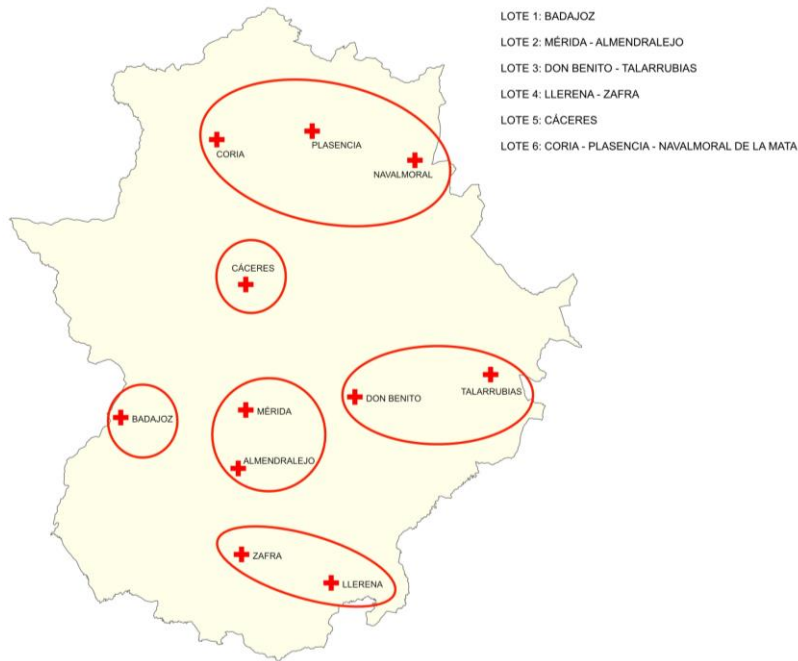 LOTE 1: BADAJOZ
LOTE 2: MÉRIDA - ALMENDRALEJO
LOTE 3: DON BENITO - TALARRUBIAS
LOTE 4: LLERENA - ZAFRA
LOTE 5: CÁCERES
LOTE 6: CORIA - PLASENCIA - NAVALMORAL DE LA MATA
PLASENCIA
CORIA
NAVALMORAL
CÁCERES
TALARRUBIAS
DON BENITO
MÉRIDA
BADAJOZ
ALMENDRALEJO
ZAFRA
LLERENA